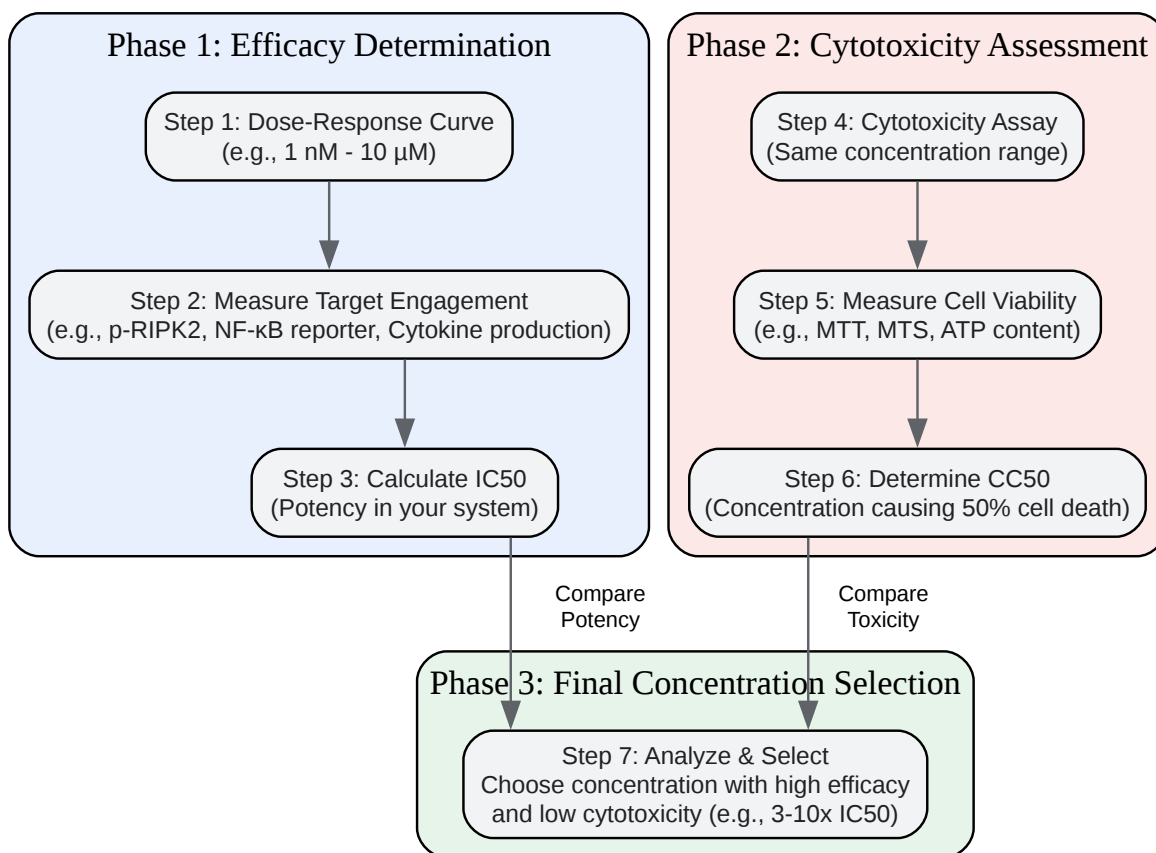 Phase 1: Efficacy Determination
Step 1: Dose-Response Curve
(e.g., 1 nM - 10 µM)
Step 2: Measure Target Engagement
(e.g., p-RIPK2, NF-κB reporter, Cytokine production)
Step 3: Calculate IC50
(Potency in your system)
Phase 2: Cytotoxicity Assessment
Step 4: Cytotoxicity Assay
(Same concentration range)
Step 5: Measure Cell Viability
(e.g., MTT, MTS, ATP content)
Step 6: Determine CC50
(Concentration causing 50% cell death)
Compare
Potency
Compare
Toxicity
Phase 3: Final Concentration Selection
Step 7: Analyze & Select
Choose concentration with high efficacy
and low cytotoxicity (e.g., 3-10x IC50)